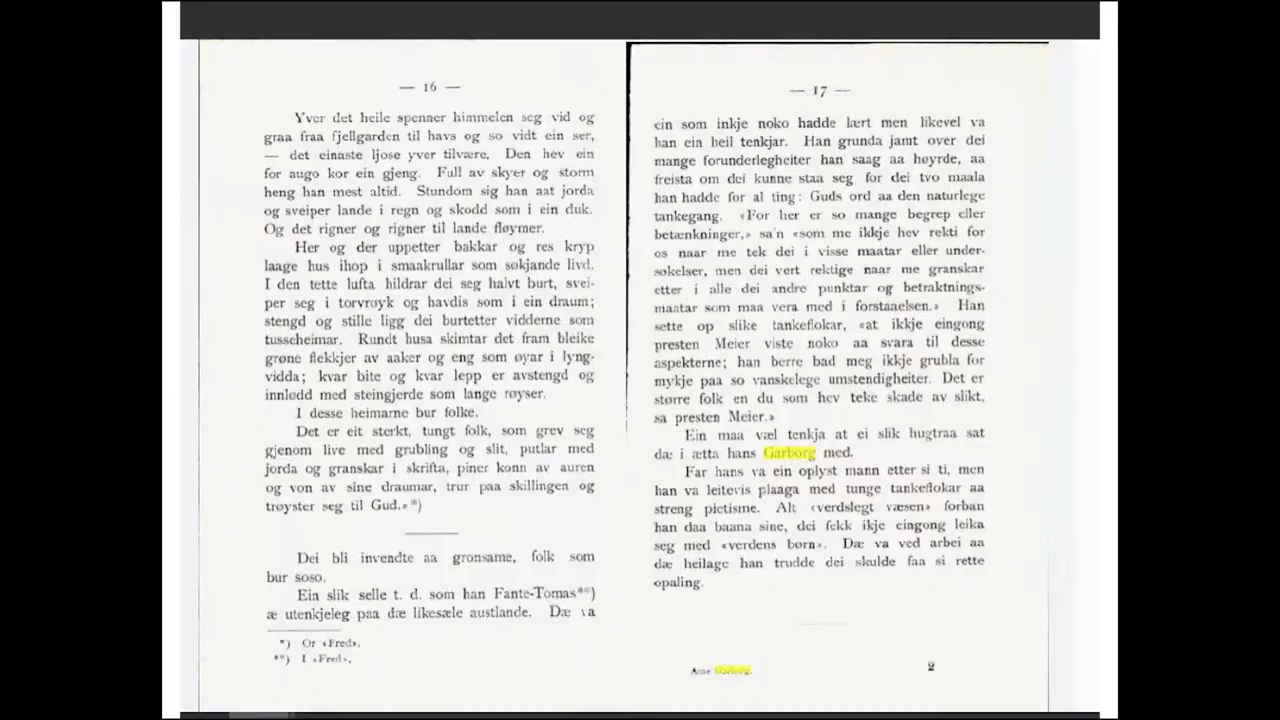 — 16 —
Yver det heile spenner himmelen seg vid og
graa fraa fjellgarden til havs og so vidt ein ser,
— det einaste ljose yver tilvære. Den hev ein
for augo kor ein gjeng. Full av skyer og storm
heng han mest altid. Stundom sig han aat jorda
og sveiper lande i regn og skodd som i ein duk.
Og det rigner og rigner til lande fløymer.
Her og der uppetter bakkar og res kryp
laage hus ihop i smaakrullar som søkjande livd.
I den tette lufta hildrar dei seg halvt burt, svei-
per seg i torvrøyk og havdis som i ein draum;
stengd og stille ligg dei burtetter vidderne som
tusscheimar. Rundt husa skimtar det fram bleike
grøne flekkjer av aaker og eng som øyar i lyng-
vidda; kvar bite og kvar lepp er avstengd og
innlødd med steingjerde som lange røyser.
I desse heimarne bur folke.
Det er eit sterkt, tungt folk, som grev seg
gjenom live med grubling og slit, putlar med
jorda og granskar i skrifta, piner konn av auren
og von av sine draumar, trur paa skillingen og
trøyster seg til Gud.»*)
Dei bli invendte aa gronsame, folk som
bur soso.
Ein slik selle t. d. som han Fante-Tomas**)
æ utenkjeleg paa dæ likesæle austlande. Dæ va
*) Or «Fred».
**) I «Fred».
— 17 —
ein som inkje noko hadde lært men likevel va
han ein heil tenkjar. Han grunda jamt over dei
mange forunderlegheiter han saag aa høyrde, aa
freista om dei kunne staa seg for dei tvo maala
han hadde for al ting: Guds ord aa den naturlege
tankegang. «For her er so mange begrep eller
betænkninger,» sa'n «som me ikkje hev rekti for
os naar me tek dei i visse maatar eller under-
søkelser, men dei vert rektige naar me granskar
etter i alle dei andre punktar og betraktnings-
maatar som maa vera med i forstaaelsen.» Han
sette op slike tankeflokar, «at ikkje eingong
presten Meier viste noko aa svara til desse
aspekterne; han berre bad meg ikkje grubla for
mykje paa so vanskelege umstendigheiter. Det er
større folk en du som hev teke skade av slikt,
sa presten Meier.»
Ein maa væl tenkja at ei slik hugtraa sat
dæ i ætta hans Garborg med.
Far hans va ein oplyst mann etter si ti, men
han va leitevis plaaga med tunge tankeflokar aa
streng pietisme. Alt «verdslegt væsen» forban
han daa baana sine, dei fekk ikje eingong leika
seg med «verdens børn». Dæ va ved arbei aa
dæ heilage han trudde dei skulde faa si rette
opaling.
Arne Garborg. 2